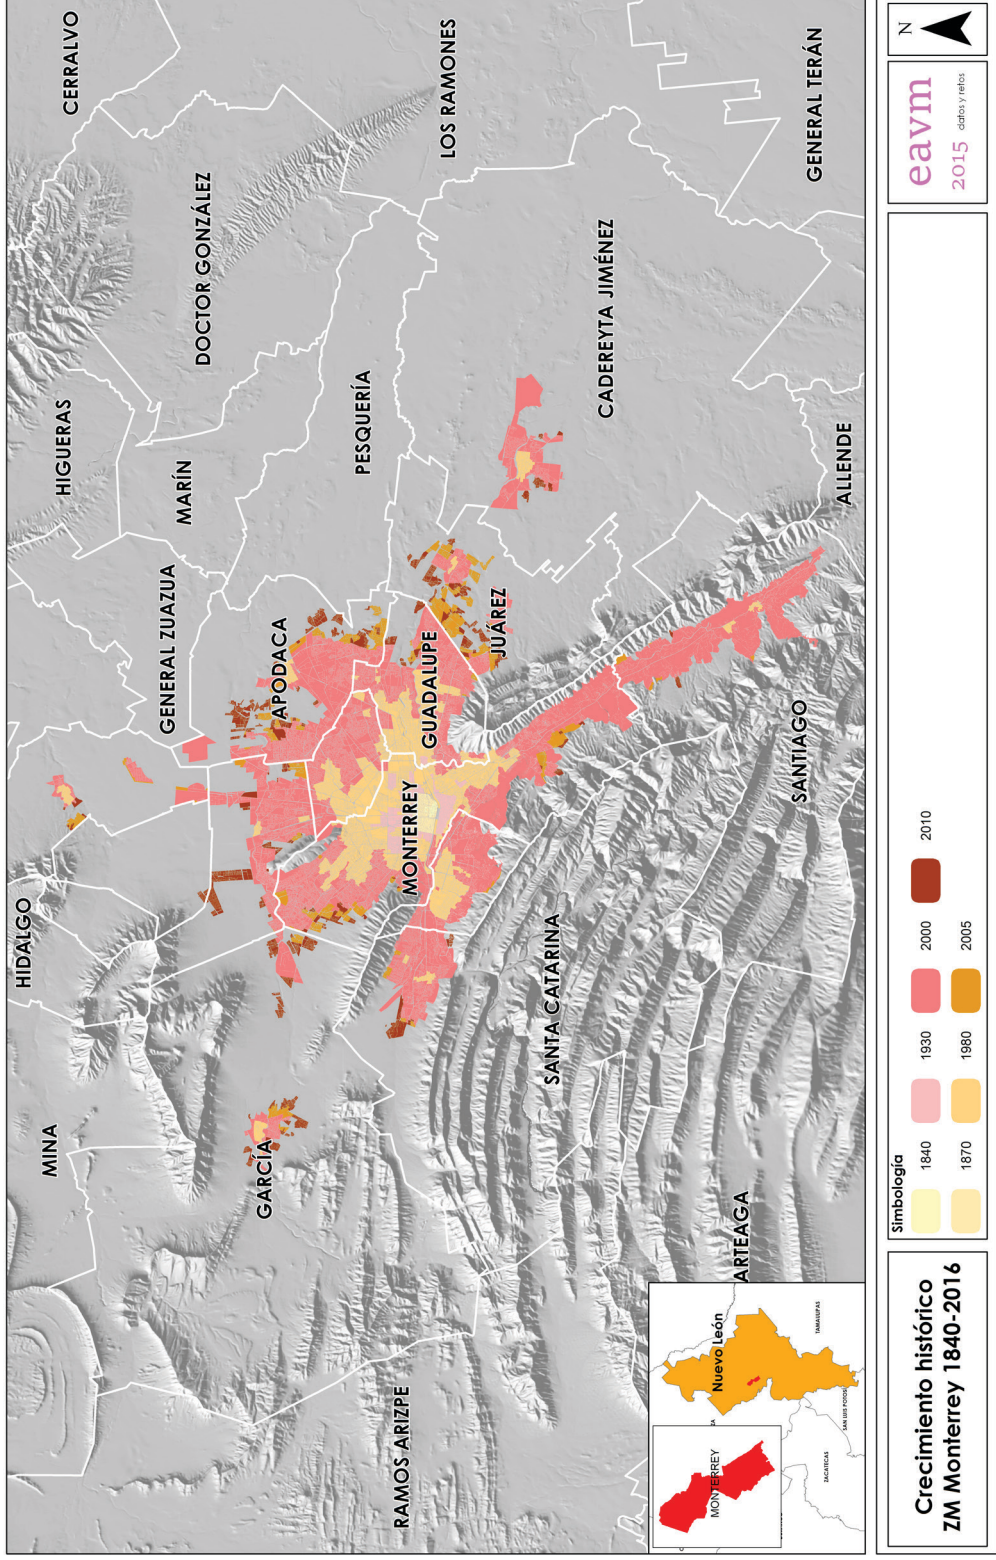 MINA
HIDALGO
HIGUERAS
CERRALVO
GENERAL ZUAZUA
MARÍN
DOCTOR GONZÁLEZ
GARCÍA
APODACA
PESQUERÍA
LOS RAMONES
RAMOS ARIZPE
MONTERREY
GUADALUPE
JUÁREZ
SANTA CATARINA
CADEREYTA JIMÉNEZ
ARTEAGA
SANTIAGO
ALLENDE
GENERAL TERÁN
MONTERREY
Nuevo León
ZA
ZACATECAS
SAN LUIS POTOSÍ
TAMAULIPAS
Crecimiento histórico
ZM Monterrey 1840-2016
Simbología
1840
1930
2000
2010
1870
1980
2005
eavm
2015 datos y retos
N